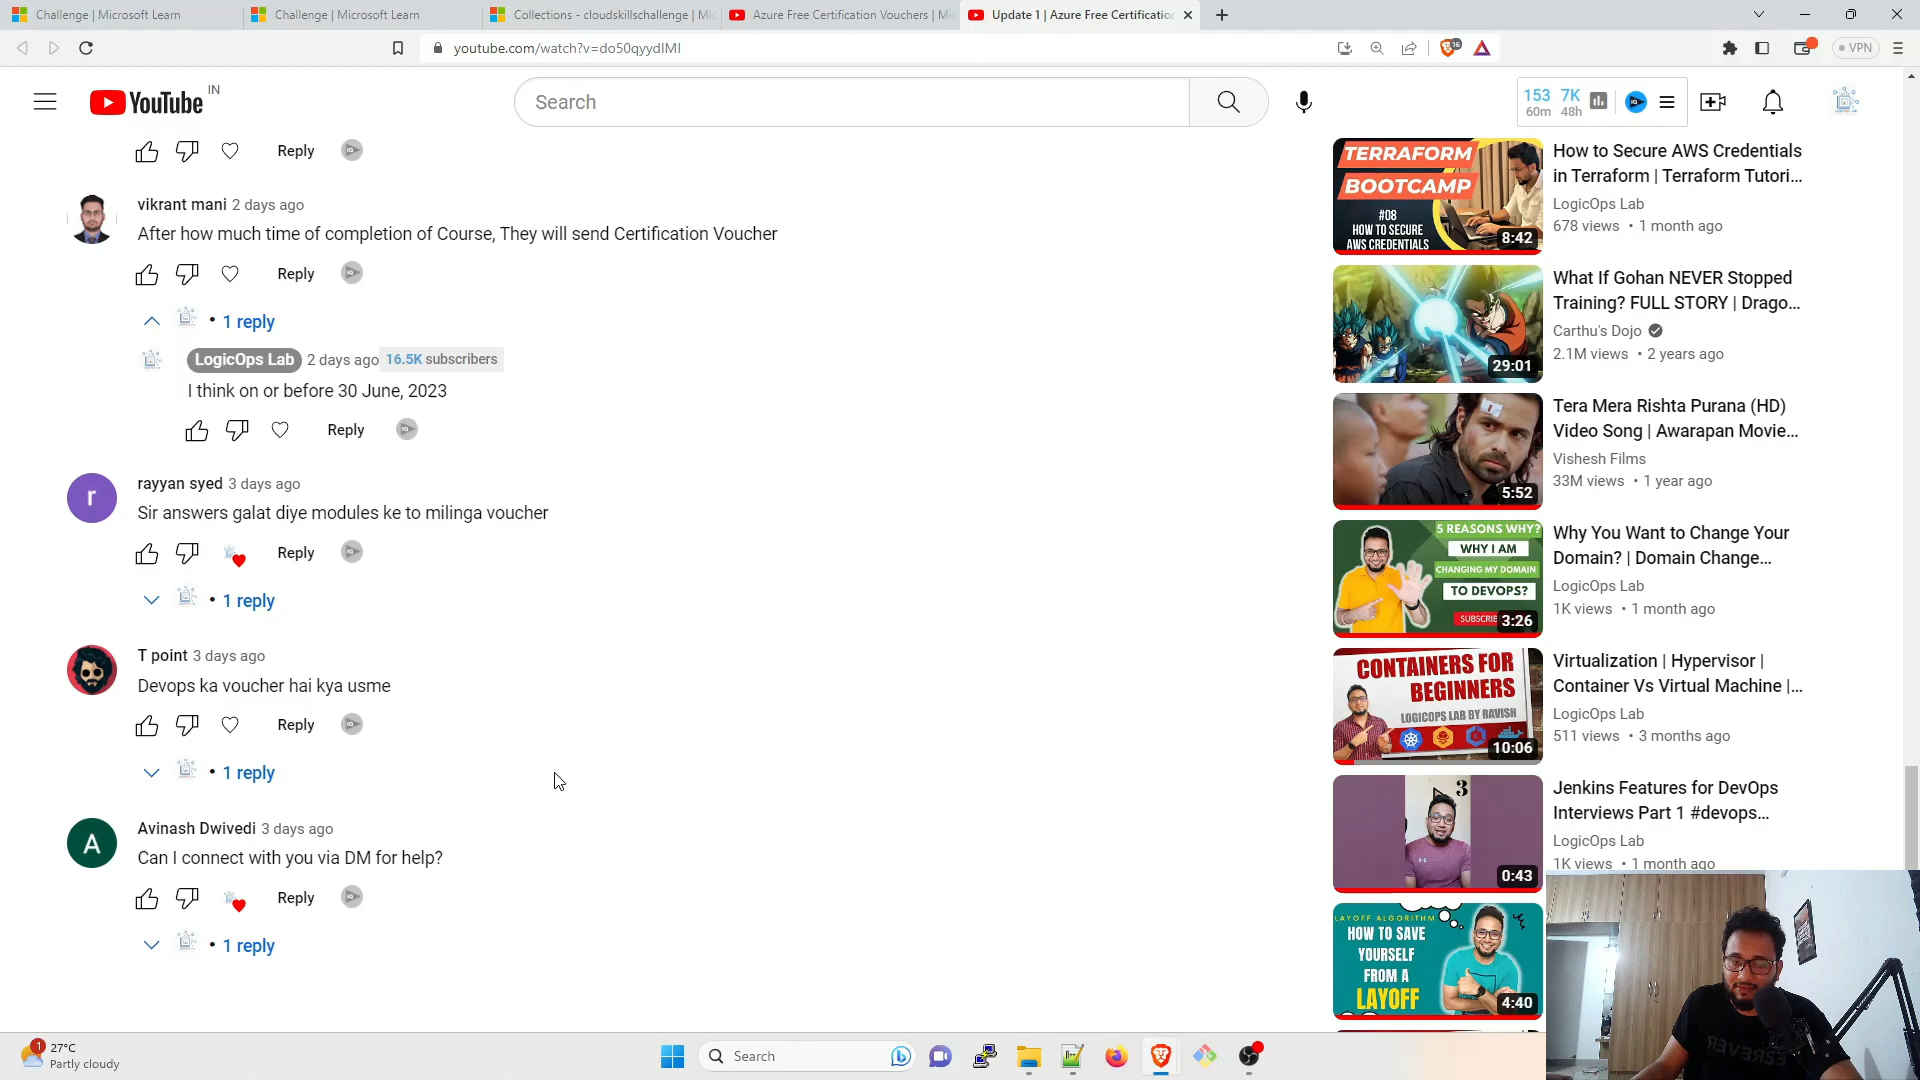 Challenge | Microsoft Learn
Challenge | Microsoft Learn
Collections - cloudskillschallenge | Mi
Azure Free Certification Vouchers | Mi
Update 1 | Azure Free Certification
youtube.com/watch?v=do50qyydIMI
16
VPN
YouTube IN
Search
153 7K
60m 48h
Reply
vikrant mani 2 days ago
After how much time of completion of Course, They will send Certification Voucher
Reply
• 1 reply
LogicOps Lab 2 days ago 16.5K subscribers
I think on or before 30 June, 2023
Reply
r
rayyan syed 3 days ago
Sir answers galat diye modules ke to milinga voucher
Reply
• 1 reply
T point 3 days ago
Devops ka voucher hai kya usme
Reply
• 1 reply
A
Avinash Dwivedi 3 days ago
Can I connect with you via DM for help?
Reply
• 1 reply
TERRAFORM
BOOTCAMP
#08
HOW TO SECURE
AWS CREDENTIALS
8:42
How to Secure AWS Credentials
in Terraform | Terraform Tutori...
LogicOps Lab
678 views • 1 month ago
29:01
What If Gohan NEVER Stopped
Training? FULL STORY | Drago...
Carthu's Dojo
2.1M views • 2 years ago
5:52
Tera Mera Rishta Purana (HD)
Video Song | Awarapan Movie...
Vishesh Films
33M views • 1 year ago
5 REASONS WHY?
WHY I AM
CHANGING MY DOMAIN
TO DEVOPS?
SUBSCRIBE
3:26
Why You Want to Change Your
Domain? | Domain Change...
LogicOps Lab
1K views • 1 month ago
CONTAINERS FOR
BEGINNERS
LOGICOPS LAB BY RAVISH
10:06
Virtualization | Hypervisor |
Container Vs Virtual Machine |...
LogicOps Lab
511 views • 3 months ago
3
0:43
Jenkins Features for DevOps
Interviews Part 1 #devops...
LogicOps Lab
1K views • 1 month ago
LAYOFF ALGORITHM
HOW TO SAVE
YOURSELF
FROM A
LAYOFF
4:40
1
27°C
Partly cloudy
Search